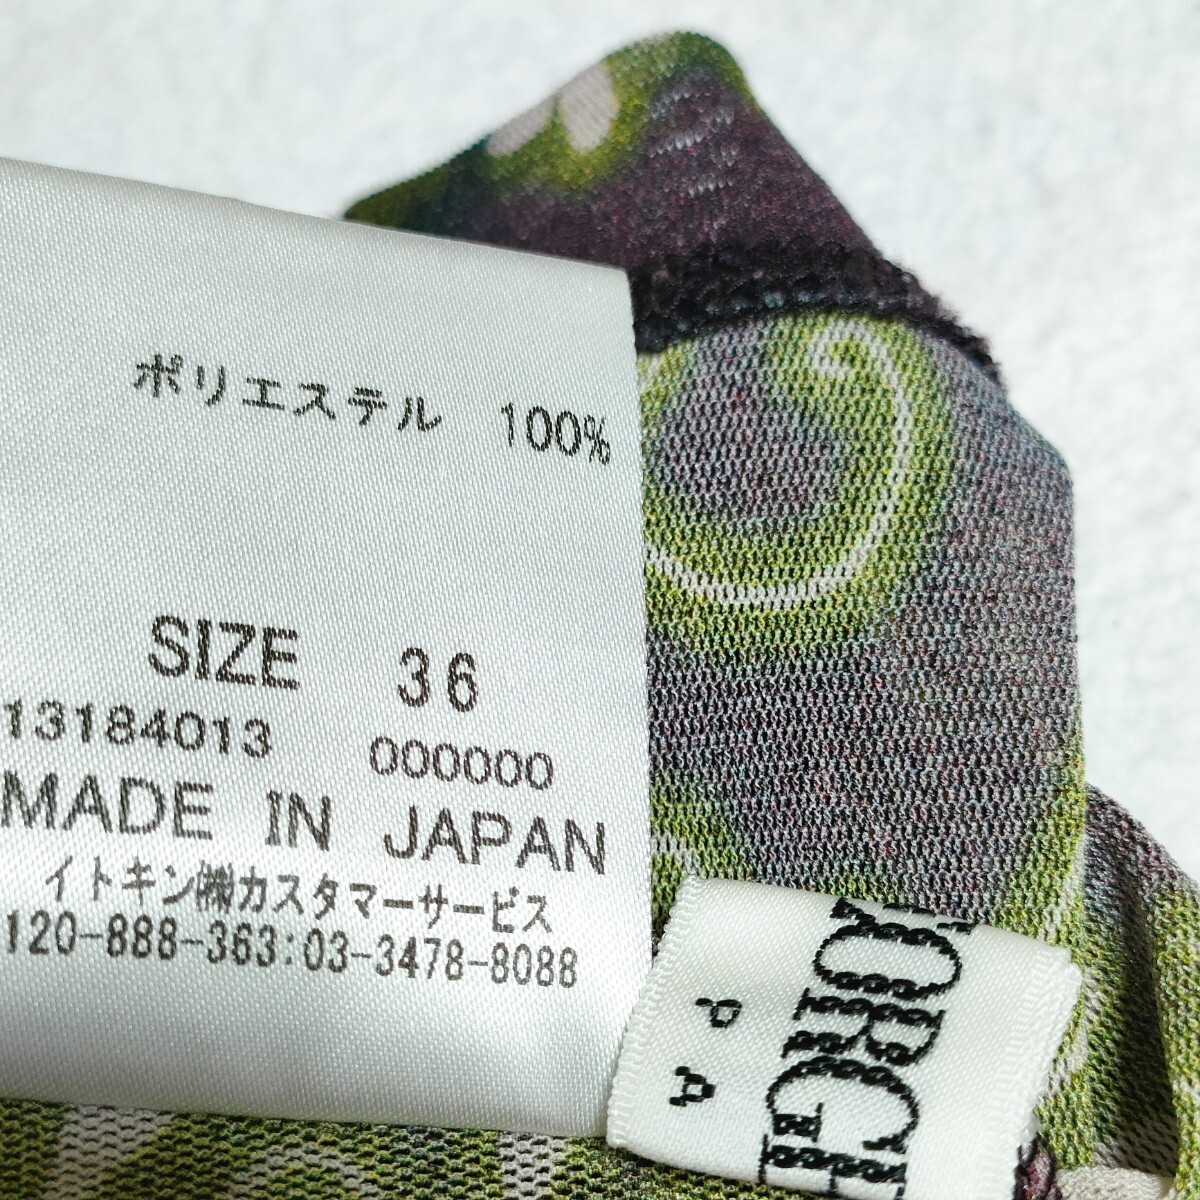 ポリエステル 100%
SIZE 36
13184013 000000
MADE IN JAPAN
イトキン㈱カスタマーサービス
120-888-363:03-3478-8088